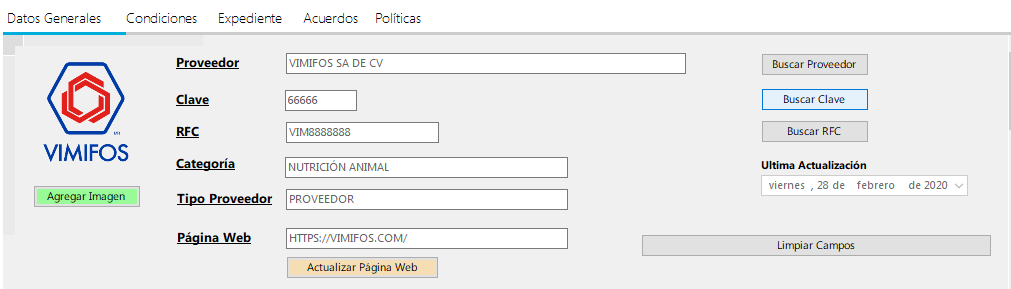 Datos Generales Condiciones Expediente Acuerdos Políticas
Proveedor VIMIFOS SA DE CV Buscar Proveedor
Clave 66666 Buscar Clave
RFC VIM8888888 Buscar RFC
VIMIFOS
Categoría NUTRICIÓN ANIMAL Ultima Actualización
Agregar Imagen Tipo Proveedor PROVEEDOR viernes , 28 de febrero de 2020
Página Web HTTPS://VIMIFOS.COM/ Limpiar Campos
Actualizar Página Web